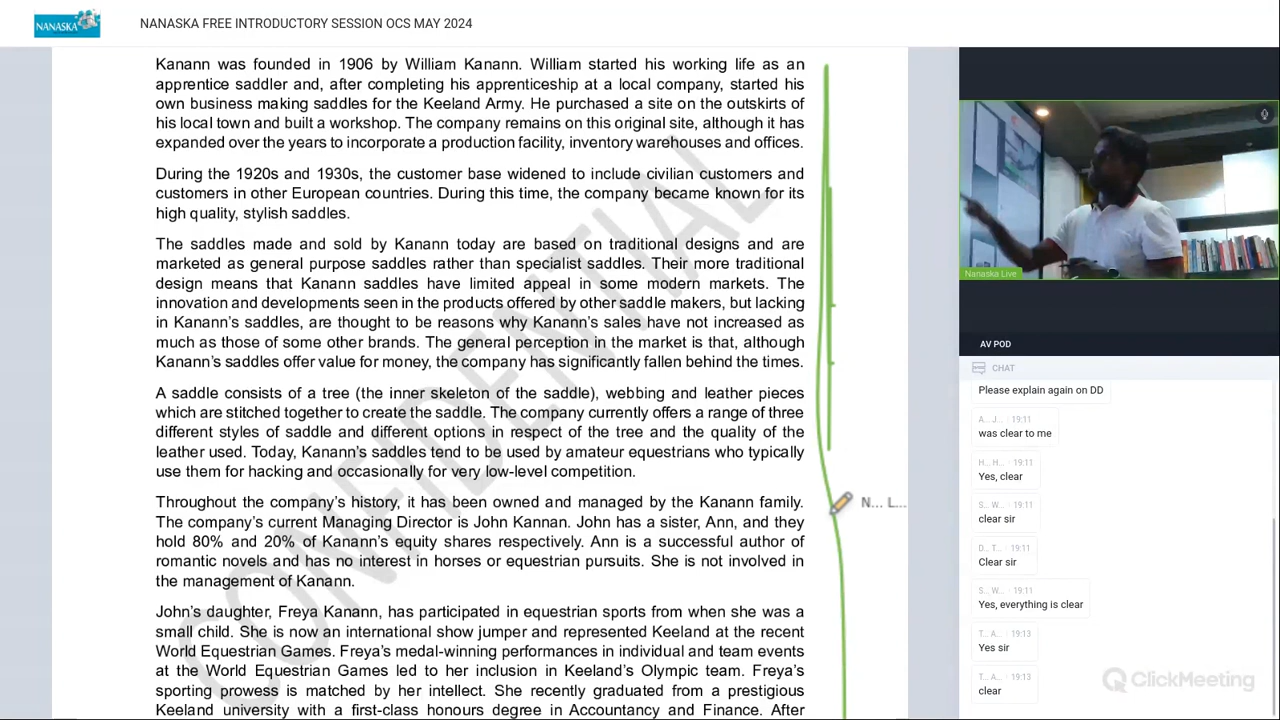 NANASKA
NANASKA FREE INTRODUCTORY SESSION OCS MAY 2024
Kanann was founded in 1906 by William Kanann. William started his working life as an
apprentice saddler and, after completing his apprenticeship at a local company, started his
own business making saddles for the Keeland Army. He purchased a site on the outskirts of
his local town and built a workshop. The company remains on this original site, although it has
expanded over the years to incorporate a production facility, inventory warehouses and offices.
During the 1920s and 1930s, the customer base widened to include civilian customers and
customers in other European countries. During this time, the company became known for its
high quality, stylish saddles.
The saddles made and sold by Kanann today are based on traditional designs and are
marketed as general purpose saddles rather than specialist saddles. Their more traditional
design means that Kanann saddles have limited appeal in some modern markets. The
innovation and developments seen in the products offered by other saddle makers, but lacking
in Kanann's saddles, are thought to be reasons why Kanann's sales have not increased as
much as those of some other brands. The general perception in the market is that, although
Kanann's saddles offer value for money, the company has significantly fallen behind the times.
A saddle consists of a tree (the inner skeleton of the saddle), webbing and leather pieces
which are stitched together to create the saddle. The company currently offers a range of three
different styles of saddle and different options in respect of the tree and the quality of the
leather used. Today, Kanann's saddles tend to be used by amateur equestrians who typically
use them for hacking and occasionally for very low-level competition.
Throughout the company's history, it has been owned and managed by the Kanann family.
The company's current Managing Director is John Kannan. John has a sister, Ann, and they
hold 80% and 20% of Kanann's equity shares respectively. Ann is a successful author of
romantic novels and has no interest in horses or equestrian pursuits. She is not involved in
the management of Kanann.
John's daughter, Freya Kanann, has participated in equestrian sports from when she was a
small child. She is now an international show jumper and represented Keeland at the recent
World Equestrian Games. Freya's medal-winning performances in individual and team events
at the World Equestrian Games led to her inclusion in Keeland's Olympic team. Freya's
sporting prowess is matched by her intellect. She recently graduated from a prestigious
Keeland university with a first-class honours degree in Accountancy and Finance. After
CONFIDENTIAL
N... L...
Nanaska Live
AV POD
CHAT
Please explain again on DD
A... J... · 19:11
was clear to me
H... H... · 19:11
Yes, clear
S... W... · 19:11
clear sir
D... T... · 19:11
Clear sir
S... W... · 19:11
Yes, everything is clear
T... A... · 19:13
Yes sir
T... A... · 19:13
clear
ClickMeeting